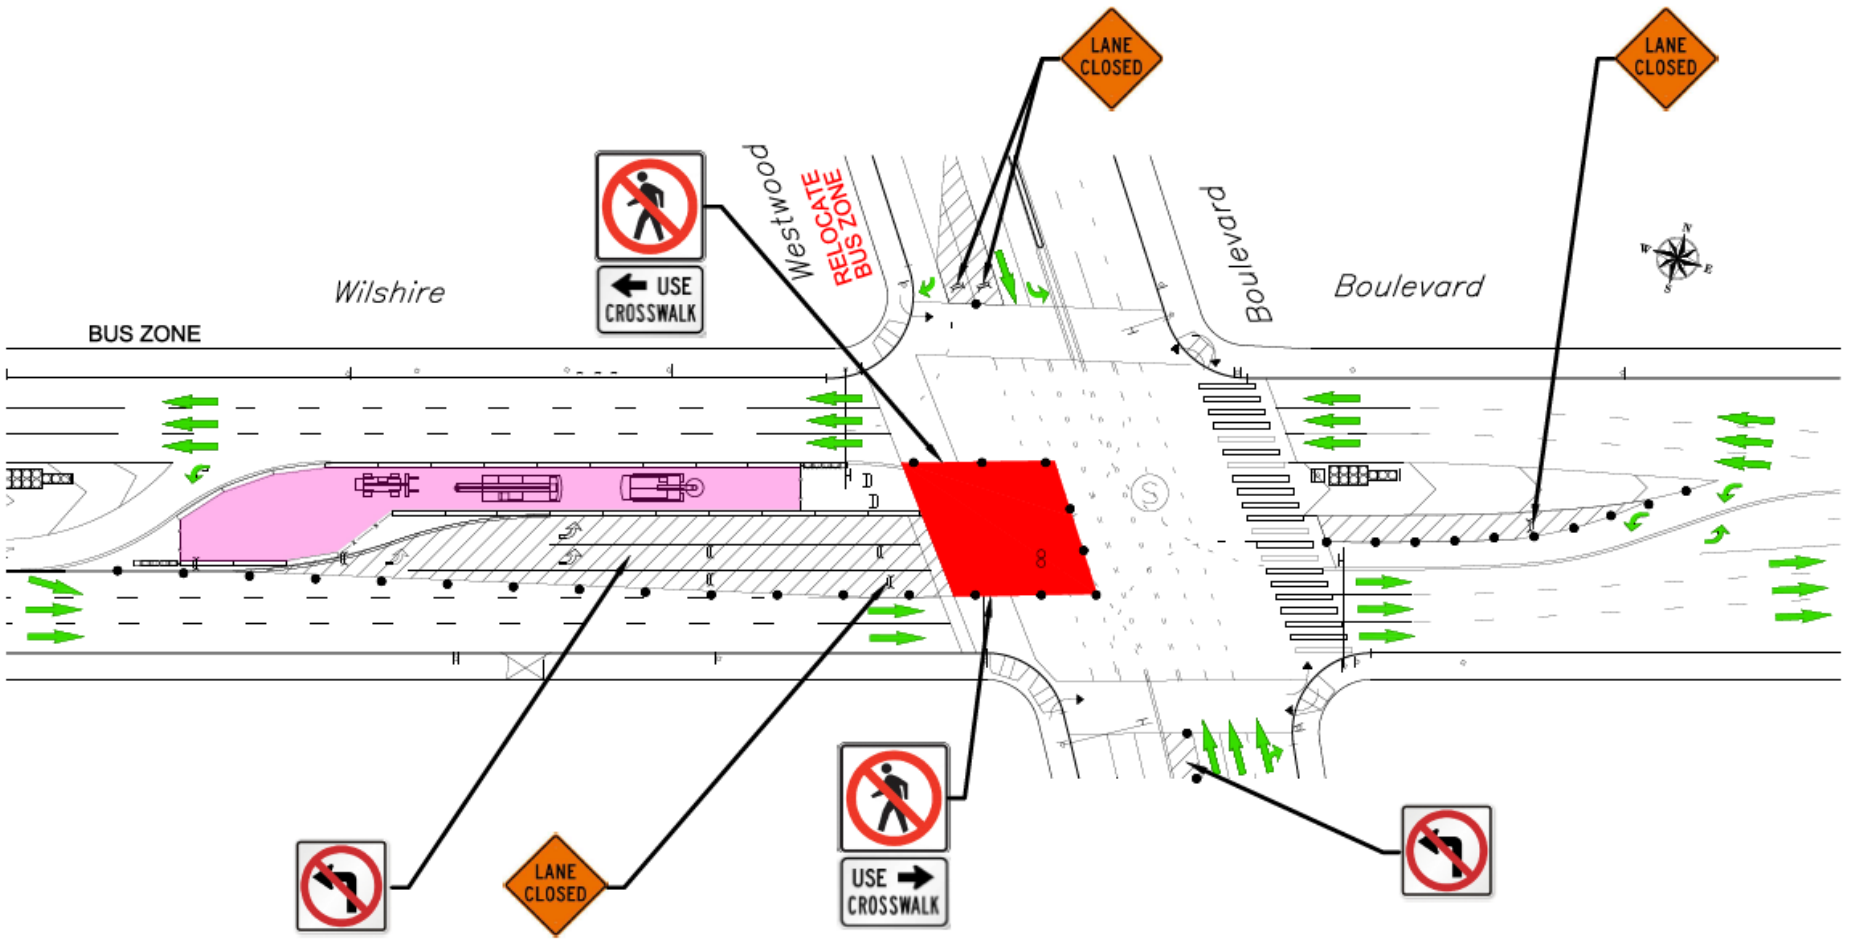 LANE
CLOSED
LANE
CLOSED
Westwood
RELOCATE
BUS ZONE
Boulevard
← USE
CROSSWALK
Wilshire
Boulevard
N
W
E
S
BUS ZONE
D
D
S
8
LANE
CLOSED
USE →
CROSSWALK